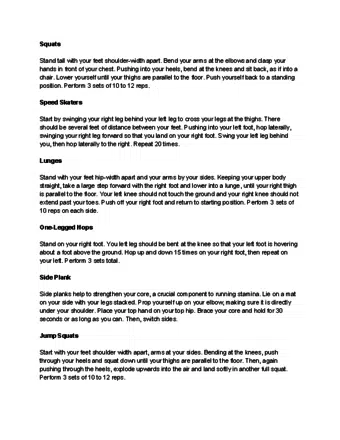 Squats
Stand tall with your feet shoulder-width apart. Bend your arms at the elbows and clasp your
hands in front of your chest. Pushing into your heels, bend at the knees and sit back, as if into a
chair. Lower yourself until your thighs are parallel to the floor. Push yourself back to a standing
position. Perform 3 sets of 10 to 12 reps.
Speed Skaters
Start by swinging your right leg behind your left leg to cross your legs at the thighs. There
should be several feet of distance between your feet. Pushing into your left foot, hop laterally,
swinging your right leg forward so that you land on your right foot. Swing your left leg behind
you, then hop laterally to the right. Repeat 20 times.
Lunges
Stand with your feet hip-width apart and your arms by your sides. Keeping your upper body
straight, take a large step forward with the right foot and lower into a lunge, until your right thigh
is parallel to the floor. Your left knee should not touch the ground and your right knee should not
extend past your toes. Push off your right foot and return to starting position. Perform 3 sets of
10 reps on each side.
One-Legged Hops
Stand on your right foot. You left leg should be bent at the knee so that your left foot is hovering
about a foot above the ground. Hop up and down 15 times on your right foot, then repeat on
your left. Perform 3 sets total.
Side Plank
Side planks help to strengthen your core, a crucial component to running stamina. Lie on a mat
on your side with your legs stacked. Prop yourself up on your elbow, making sure it is directly
under your shoulder. Place your top hand on your top hip. Brace your core and hold for 30
seconds or as long as you can. Then, switch sides.
Jump Squats
Start with your feet shoulder width apart, arms at your sides. Bending at the knees, push
through your heels and squat down until your thighs are parallel to the floor. Then, again
pushing through the heels, explode upwards into the air and land softly in another full squat.
Perform 3 sets of 10 to 12 reps.